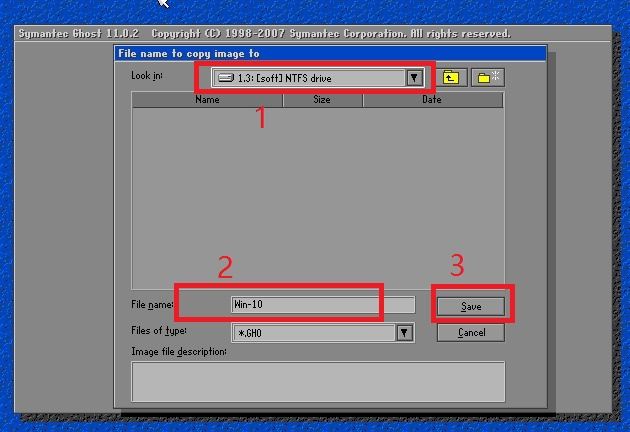 Symantec Ghost 11.0.2 Copyright (C) 1998-2007 Symantec Corporation. All rights reserved.
File name to copy image to
Look in: 1.3: [soft] NTFS drive
Name Size Date
1
2
3
File name: Win-10 Save
Files of type: *.GHO Cancel
Image file description: